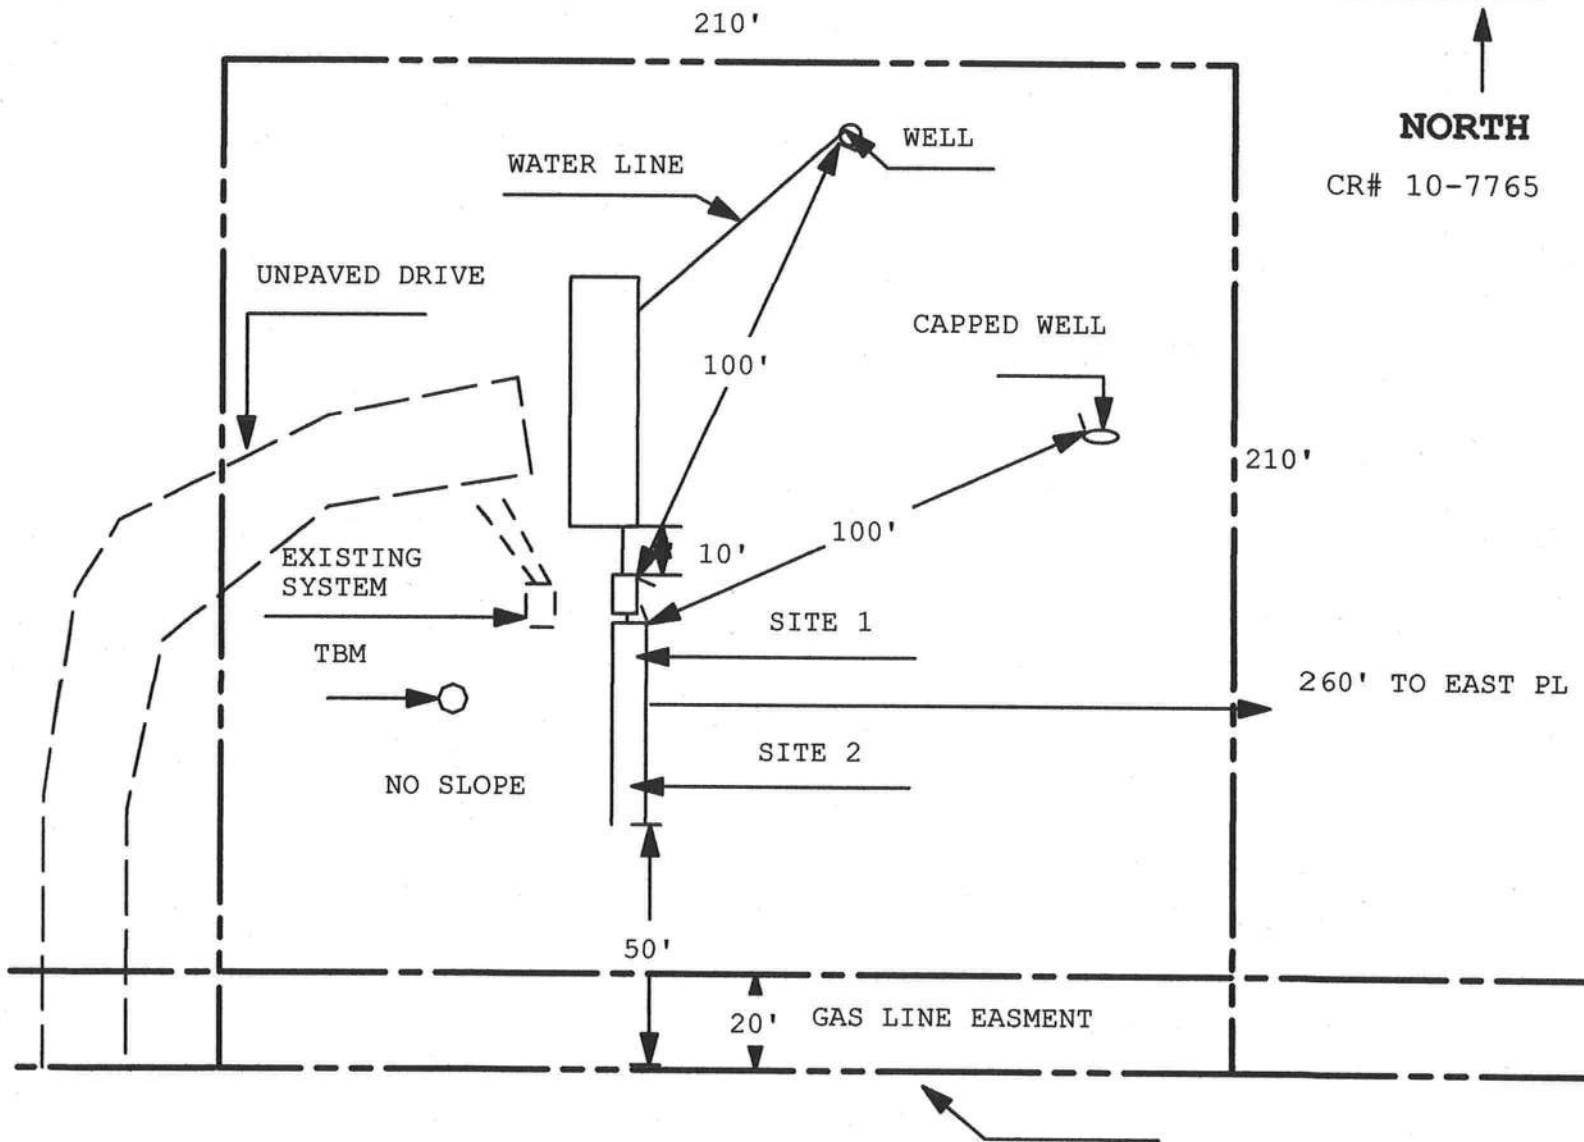 210'
NORTH
CR# 10-7765
WELL
WATER LINE
UNPAVED DRIVE
CAPPED WELL
100'
210'
100'
10'
EXISTING
SYSTEM
SITE 1
TBM
260' TO EAST PL
SITE 2
NO SLOPE
50'
20'
GAS LINE EASMENT